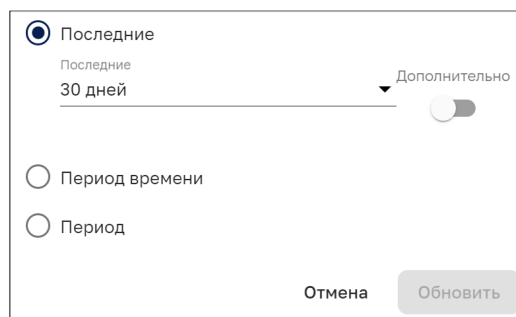 Последние
Последние
30 дней
Дополнительно
Период времени
Период
Отмена
Обновить